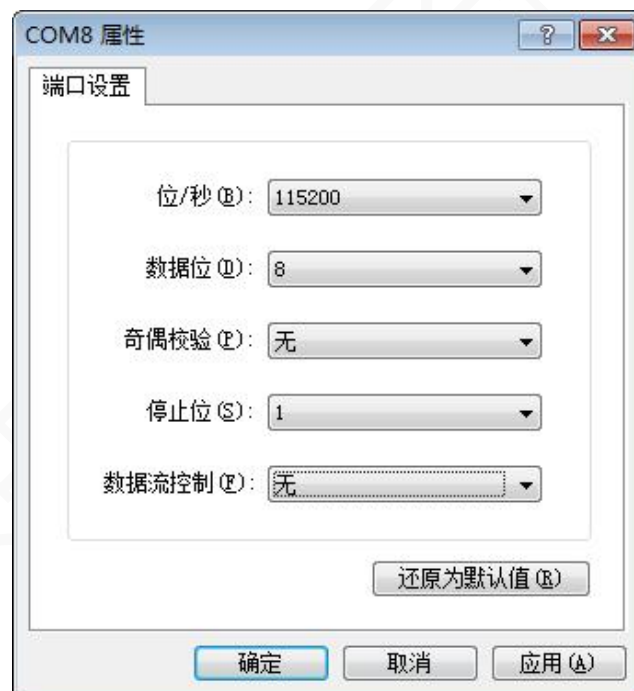 COM8 属性
端口设置
位/秒(B): 115200
数据位(D): 8
奇偶校验(P): 无
停止位(S): 1
数据流控制(F): 无
还原为默认值(R)
确定 取消 应用(A)